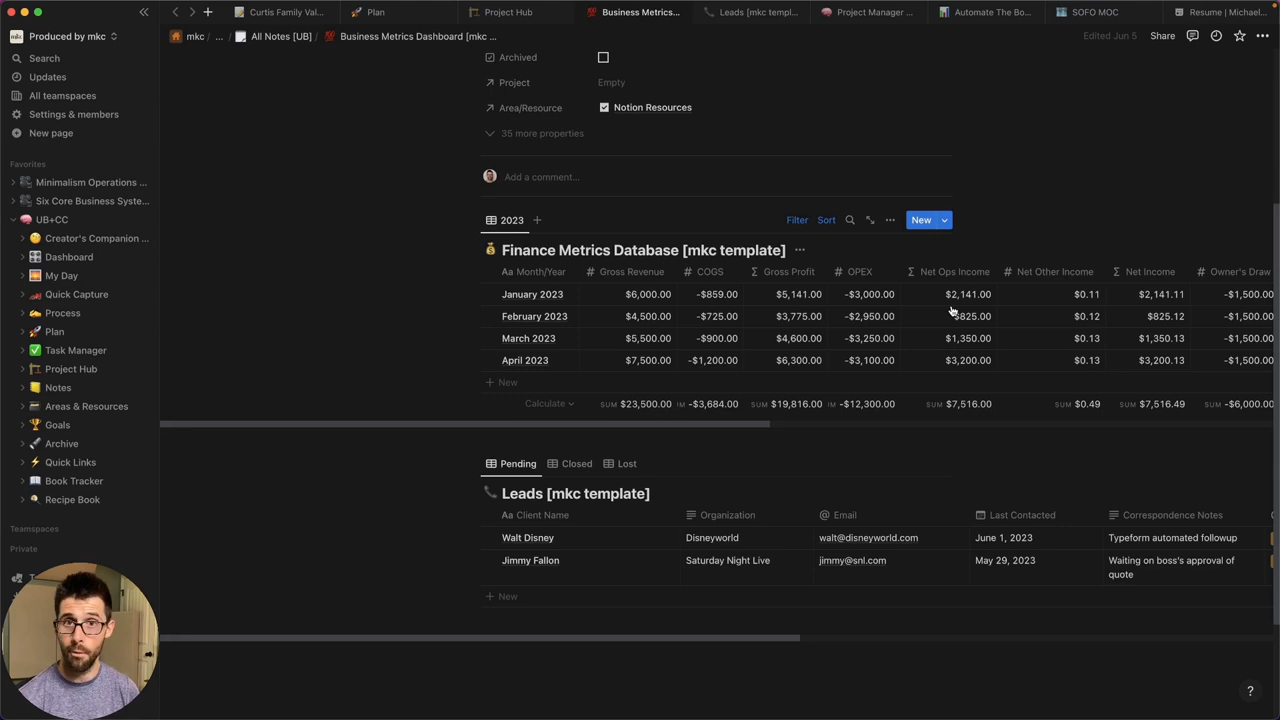 Curtis Family Val...
Plan
Project Hub
Business Metrics...
Leads [mkc templ...
Project Manager ...
Automate The Bo...
SOFO MOC
Resume | Michael...
Produced by mkc
mkc / ... / All Notes [UB] / Business Metrics Dashboard [mkc ...
Edited Jun 5
Share
Search
Updates
All teamspaces
Settings & members
New page
Favorites
Minimalism Operations ...
Six Core Business Syste...
UB+CC
Creator's Companion ...
Dashboard
My Day
Quick Capture
Process
Plan
Task Manager
Project Hub
Notes
Areas & Resources
Goals
Archive
Quick Links
Book Tracker
Recipe Book
Teamspaces
Private
Archived
Project Empty
Area/Resource Notion Resources
35 more properties
Add a comment...
2023
Filter Sort New
Finance Metrics Database [mkc template]
Aa Month/Year # Gross Revenue # COGS Σ Gross Profit # OPEX Σ Net Ops Income # Net Other Income Σ Net Income # Owner's Draw
January 2023 $6,000.00 -$859.00 $5,141.00 -$3,000.00 $2,141.00 $0.11 $2,141.11 -$1,500.00
February 2023 $4,500.00 -$725.00 $3,775.00 -$2,950.00 $825.00 $0.12 $825.12 -$1,500.00
March 2023 $5,500.00 -$900.00 $4,600.00 -$3,250.00 $1,350.00 $0.13 $1,350.13 -$1,500.00
April 2023 $7,500.00 -$1,200.00 $6,300.00 -$3,100.00 $3,200.00 $0.13 $3,200.13 -$1,500.00
+ New
Calculate SUM $23,500.00 -$3,684.00 SUM $19,816.00 -$12,300.00 SUM $7,516.00 SUM $0.49 SUM $7,516.49 SUM -$6,000.00
Pending Closed Lost
Leads [mkc template]
Aa Client Name Organization @ Email Last Contacted Correspondence Notes
Walt Disney Disneyworld walt@disneyworld.com June 1, 2023 Typeform automated followup
Jimmy Fallon Saturday Night Live jimmy@snl.com May 29, 2023 Waiting on boss's approval of
quote
+ New
?